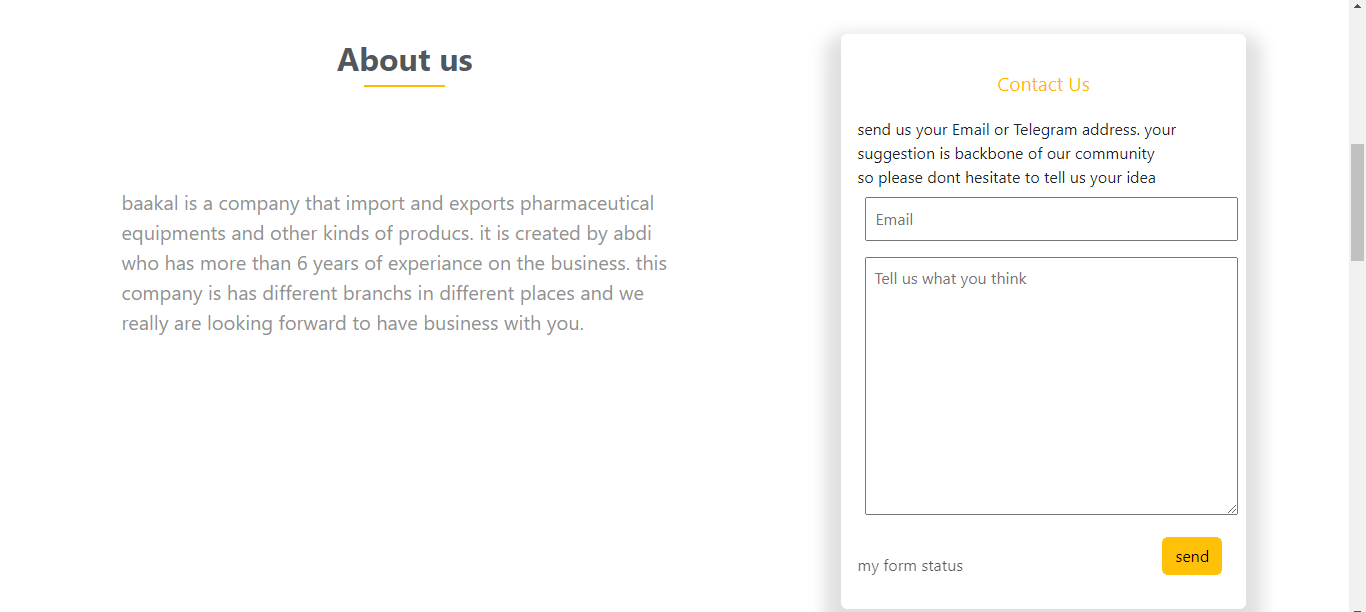 About us
baakal is a company that import and exports pharmaceutical
equipments and other kinds of producs. it is created by abdi
who has more than 6 years of experiance on the business. this
company is has different branchs in different places and we
really are looking forward to have business with you.
Contact Us
send us your Email or Telegram address. your
suggestion is backbone of our community
so please dont hesitate to tell us your idea
Email
Tell us what you think
my form status
send